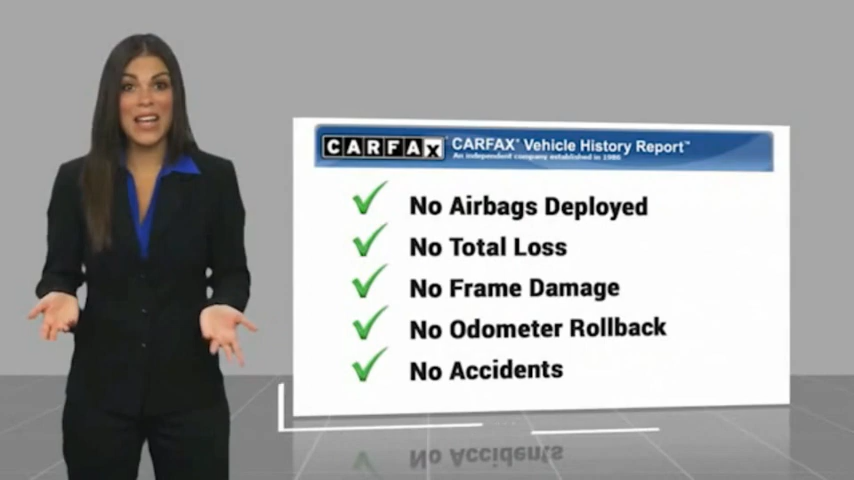 CARFAX CARFAX® Vehicle History Report™
An independent company established in 1986
No Airbags Deployed
No Total Loss
No Frame Damage
No Odometer Rollback
No Accidents
No Accidents